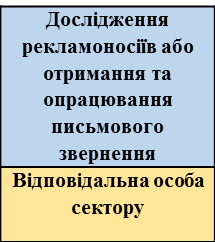 Дослідження
рекламоносіїв або
отримання та
опрацювання
письмового
звернення
Відповідальна особа
сектору